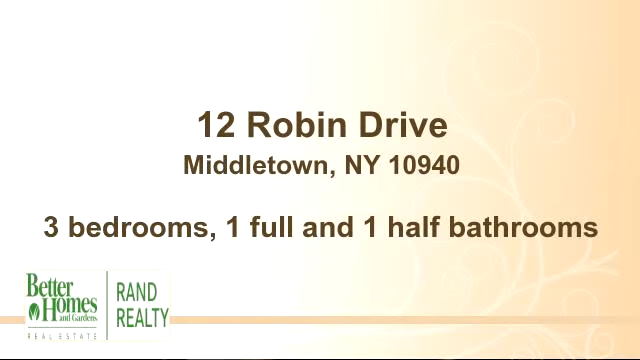 12 Robin Drive
Middletown, NY 10940
3 bedrooms, 1 full and 1 half bathrooms
Better
Homes
and Gardens
REAL ESTATE
RAND
REALTY